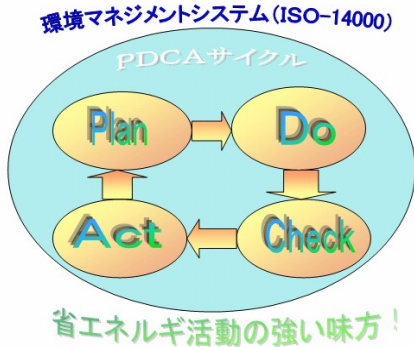 環境マネジメントシステム(ISO-14000)
PDCAサイクル
Plan
Do
Act
Check
省エネルギ活動の強い味方！